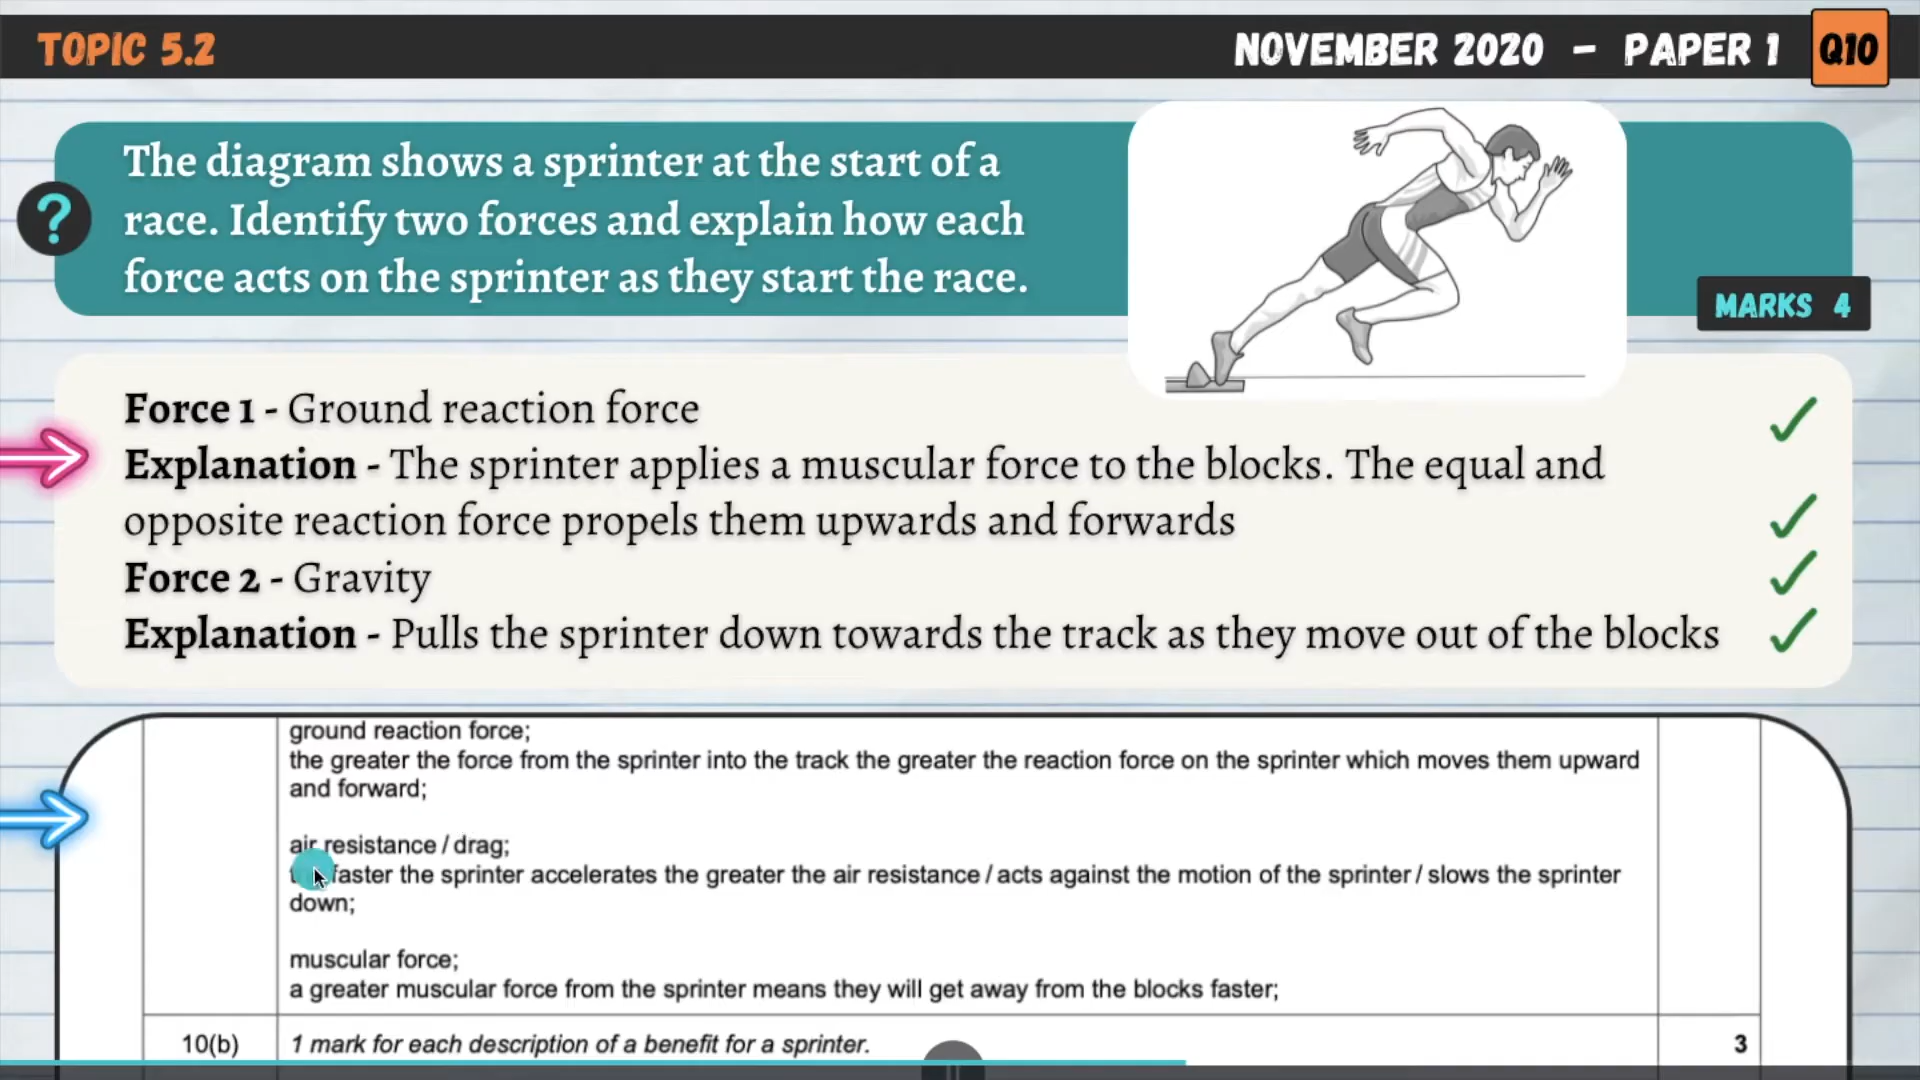 TOPIC 5.2
NOVEMBER 2020 – PAPER 1
Q10
?
The diagram shows a sprinter at the start of a
race. Identify two forces and explain how each
force acts on the sprinter as they start the race.
MARKS 4
Force 1 - Ground reaction force
Explanation - The sprinter applies a muscular force to the blocks. The equal and
opposite reaction force propels them upwards and forwards
Force 2 - Gravity
Explanation - Pulls the sprinter down towards the track as they move out of the blocks
ground reaction force;
the greater the force from the sprinter into the track the greater the reaction force on the sprinter which moves them upward
and forward;
air resistance / drag;
faster the sprinter accelerates the greater the air resistance / acts against the motion of the sprinter / slows the sprinter
down;
muscular force;
a greater muscular force from the sprinter means they will get away from the blocks faster;
10(b) 1 mark for each description of a benefit for a sprinter. 3